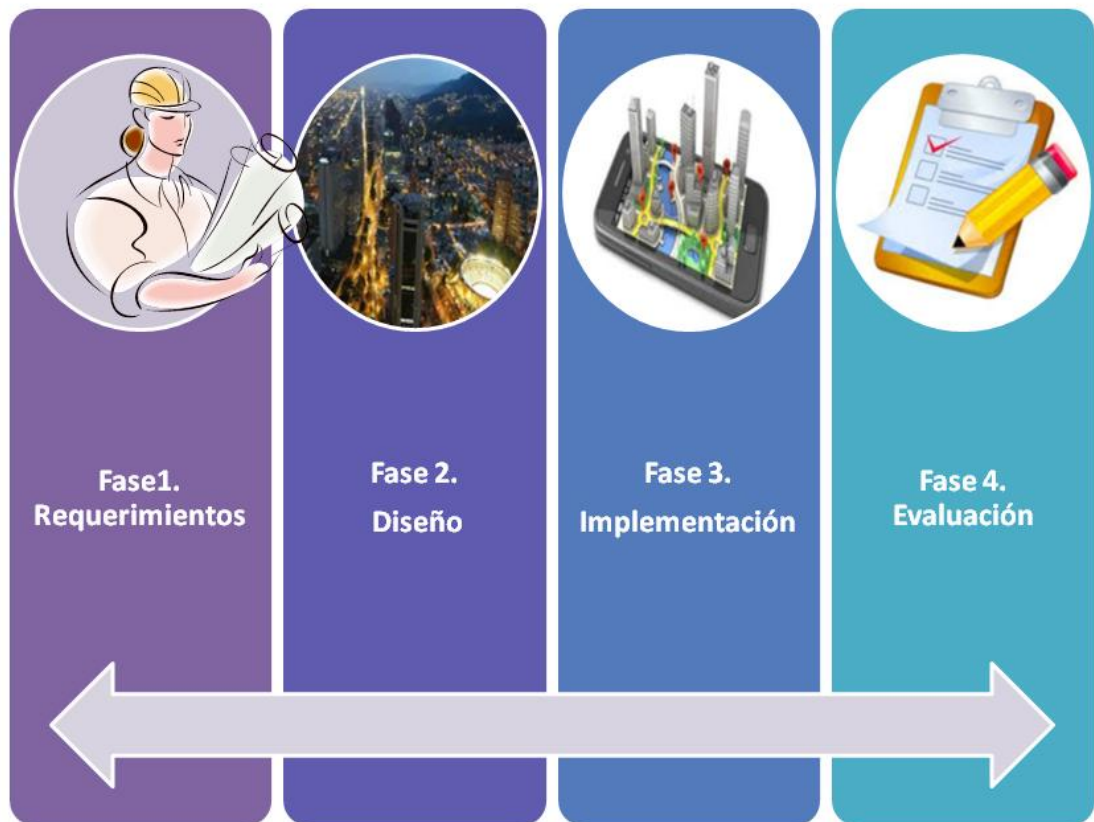 Fase1.
Requerimientos
Fase 2.
Diseño
Fase 3.
Implementación
Fase 4.
Evaluación